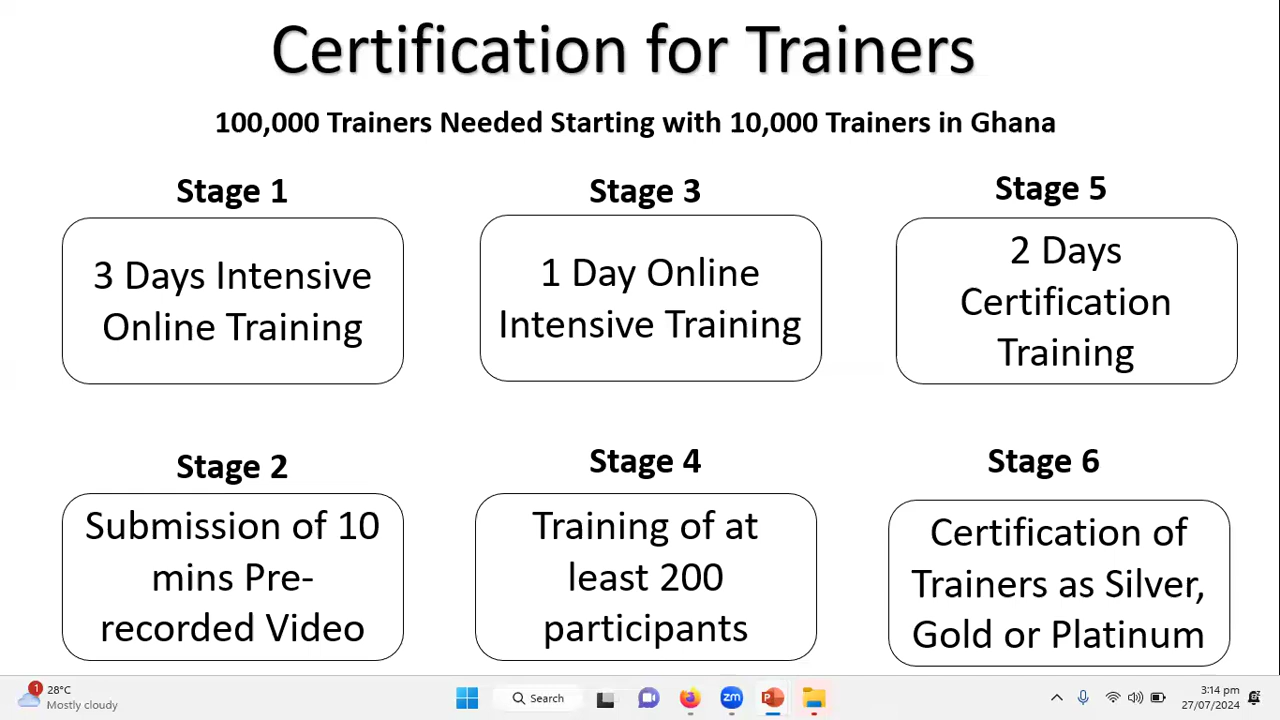 Certification for Trainers
100,000 Trainers Needed Starting with 10,000 Trainers in Ghana
Stage 1
3 Days Intensive
Online Training
Stage 2
Submission of 10
mins Pre-
recorded Video
Stage 3
1 Day Online
Intensive Training
Stage 4
Training of at
least 200
participants
Stage 5
2 Days
Certification
Training
Stage 6
Certification of
Trainers as Silver,
Gold or Platinum
1
28°C
Mostly cloudy
Search
zm
3:14 pm
27/07/2024